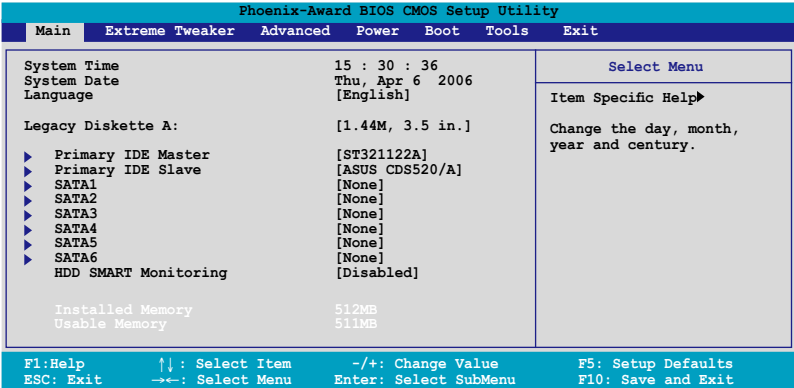 Phoenix-Award BIOS CMOS Setup Utility
Main Extreme Tweaker Advanced Power Boot Tools Exit
System Time 15 : 30 : 36
System Date Thu, Apr 6 2006
Language [English]
Legacy Diskette A: [1.44M, 3.5 in.]
Primary IDE Master [ST321122A]
Primary IDE Slave [ASUS CDS520/A]
SATA1 [None]
SATA2 [None]
SATA3 [None]
SATA4 [None]
SATA5 [None]
SATA6 [None]
HDD SMART Monitoring [Disabled]
Installed Memory 512MB
Usable Memory 511MB
Select Menu
Item Specific Help
Change the day, month,
year and century.
F1:Help ↑↓: Select Item -/+: Change Value F5: Setup Defaults
ESC: Exit →←: Select Menu Enter: Select SubMenu F10: Save and Exit